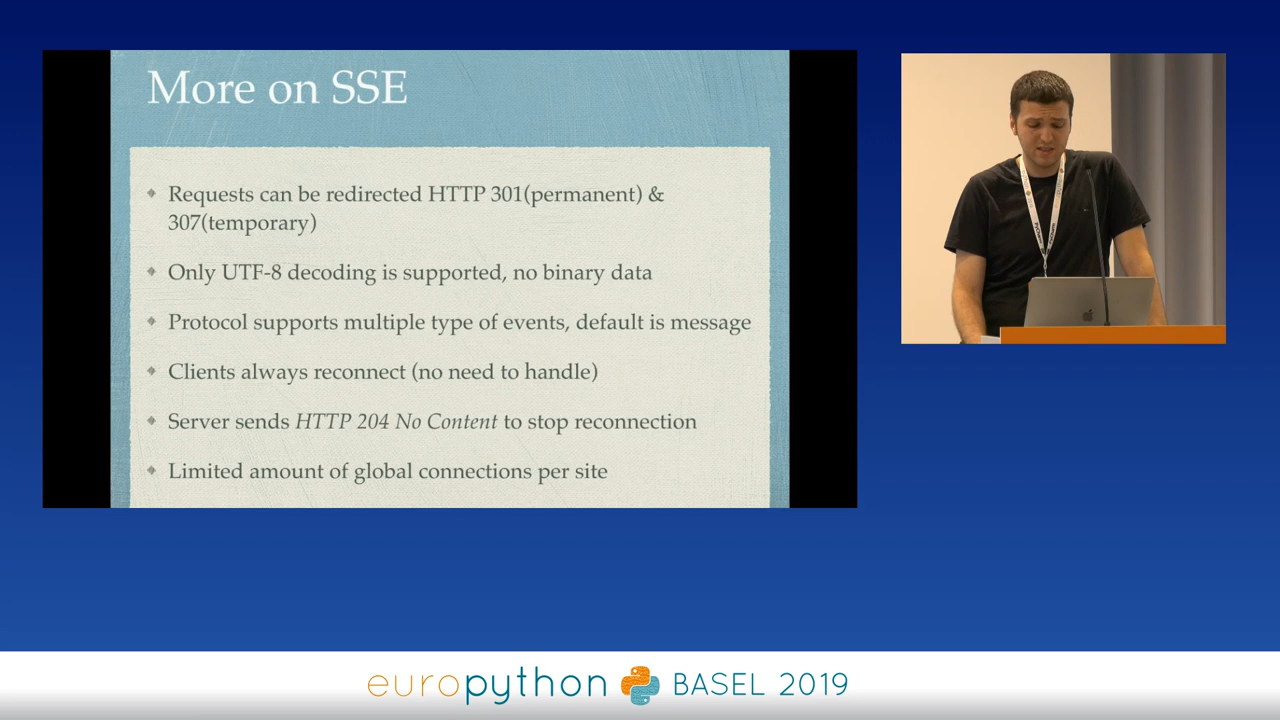 More on SSE
Requests can be redirected HTTP 301(permanent) &
307(temporary)
Only UTF-8 decoding is supported, no binary data
Protocol supports multiple type of events, default is message
Clients always reconnect (no need to handle)
Server sends HTTP 204 No Content to stop reconnection
Limited amount of global connections per site
europython BASEL 2019